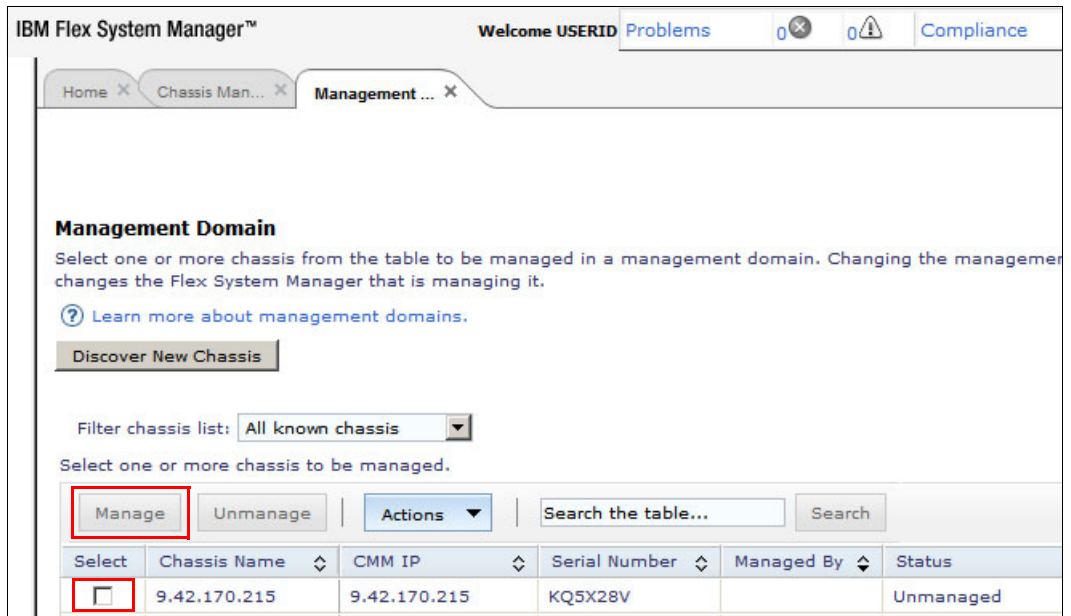 IBM Flex System Manager™ Welcome USERID Problems 0 0 Compliance
Home Chassis Man... Management ...
Management Domain
Select one or more chassis from the table to be managed in a management domain. Changing the
changes the Flex System Manager that is managing it.
? Learn more about management domains.
Discover New Chassis
Filter chassis list: All known chassis
Select one or more chassis to be managed.
Manage Unmanage Actions Search the table... Search
Select Chassis Name CMM IP Serial Number Managed By Status
9.42.170.215 9.42.170.215 KQ5X28V Unmanaged